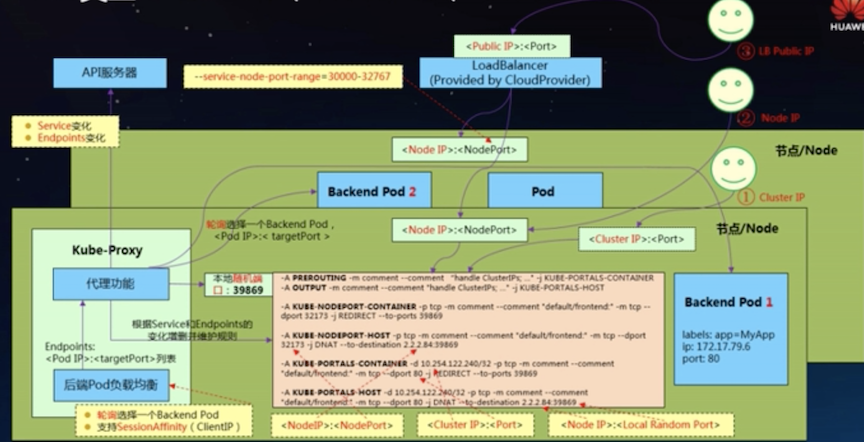 HUAWEI
<Public IP>:<Port>
③ LB Public IP
API服务器
--service-node-port-range=30000-32767
LoadBalancer
(Provided by CloudProvider)
② Node IP
Service变化
Endpoints变化
<Node IP>:<NodePort>
节点/Node
Backend Pod 2
Pod
① Cluster IP
轮询选择一个Backend Pod，
<Pod IP>:< targetPort >
<Node IP>:<NodePort>
节点/Node
<Cluster IP>:<Port>
Kube-Proxy
代理功能
本地随机端
口：39869
-A PREROUTING -m comment --comment "handle ClusterIPs; ..." -j KUBE-PORTALS-CONTAINER
-A OUTPUT -m comment --comment "handle ClusterIPs; ..." -j KUBE-PORTALS-HOST
-A KUBE-NODEPORT-CONTAINER -p tcp -m comment --comment "default/frontend:" -m tcp --
dport 32173 -j REDIRECT --to-ports 39869
-A KUBE-NODEPORT-HOST -p tcp -m comment --comment "default/frontend:" -m tcp --dport
32173 -j DNAT --to-destination 2.2.2.84:39869
-A KUBE-PORTALS-CONTAINER -d 10.254.122.240/32 -p tcp -m comment --comment
"default/frontend:" -m tcp --dport 80 -j REDIRECT --to-ports 39869
-A KUBE-PORTALS-HOST -d 10.254.122.240/32 -p tcp -m comment --comment
"default/frontend:" -m tcp --dport 80 -j DNAT --to-destination 2.2.2.84:39869
Backend Pod 1
labels: app=MyApp
ip: 172.17.79.6
port: 80
根据Service和Endpoints的
变化增删并维护规则
Endpoints:
<Pod IP>:<targetPort>列表
后端Pod负载均衡
轮询选择一个Backend Pod
支持SessionAffinity（ClientIP）
<NodeIP>:<NodePort>
<Cluster IP>:<Port>
<Node IP>:<Local Random Port>